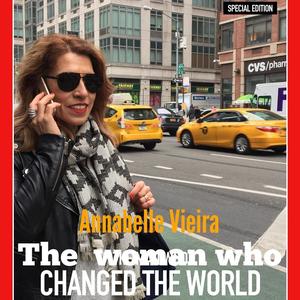 SPECIAL EDITION
CVS/pharm
Annabelle Vieira
The woman who
CHANGED THE WORLD